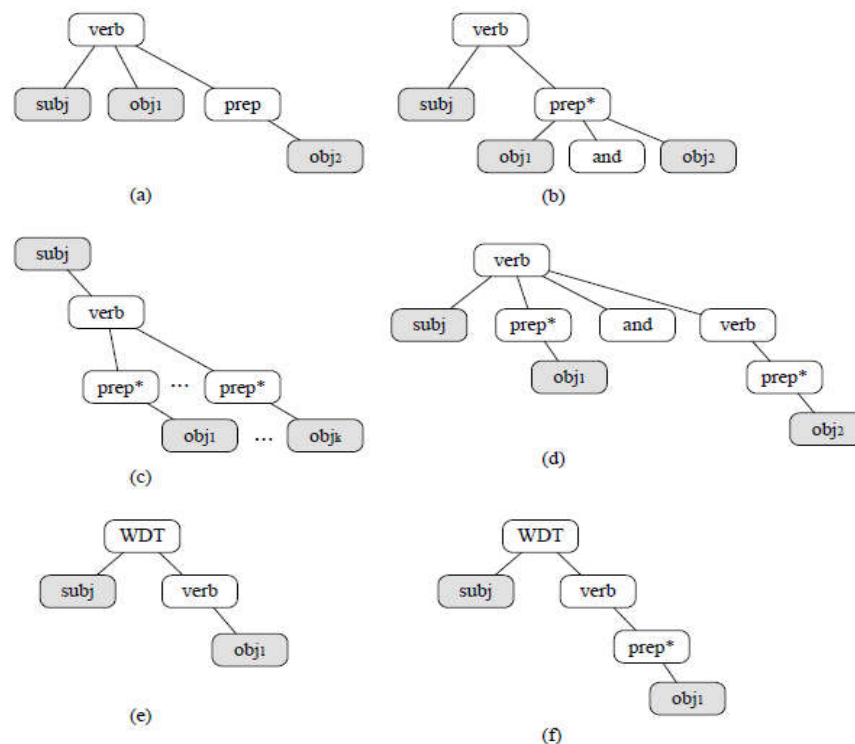 verb
subj obj1 prep
obj2
(a)
verb
subj prep*
obj1 and obj2
(b)
subj
verb
prep* ... prep*
obj1 ... objk
(c)
verb
subj prep* and verb
obj1 prep*
obj2
(d)
WDT
subj verb
obj1
(e)
WDT
subj verb
prep*
obj1
(f)